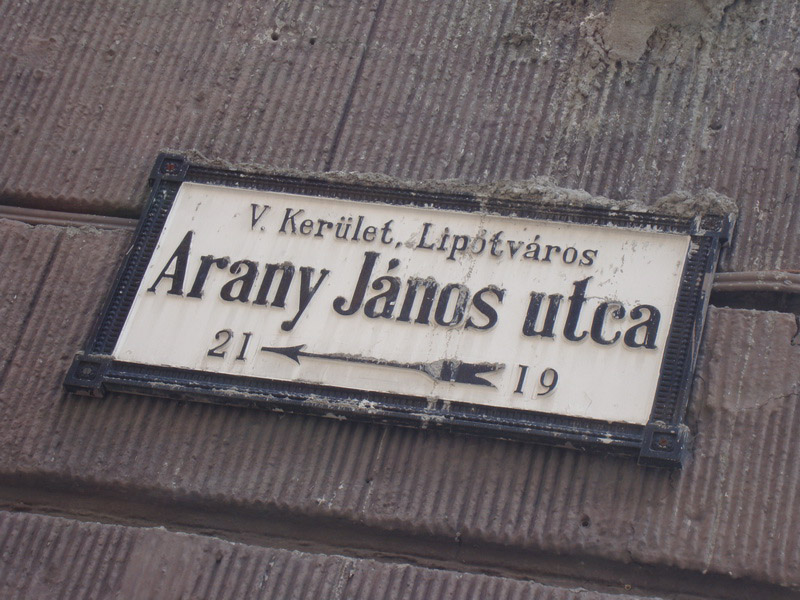 V. Kerület, Lipótváros
Arany János utca
21 19